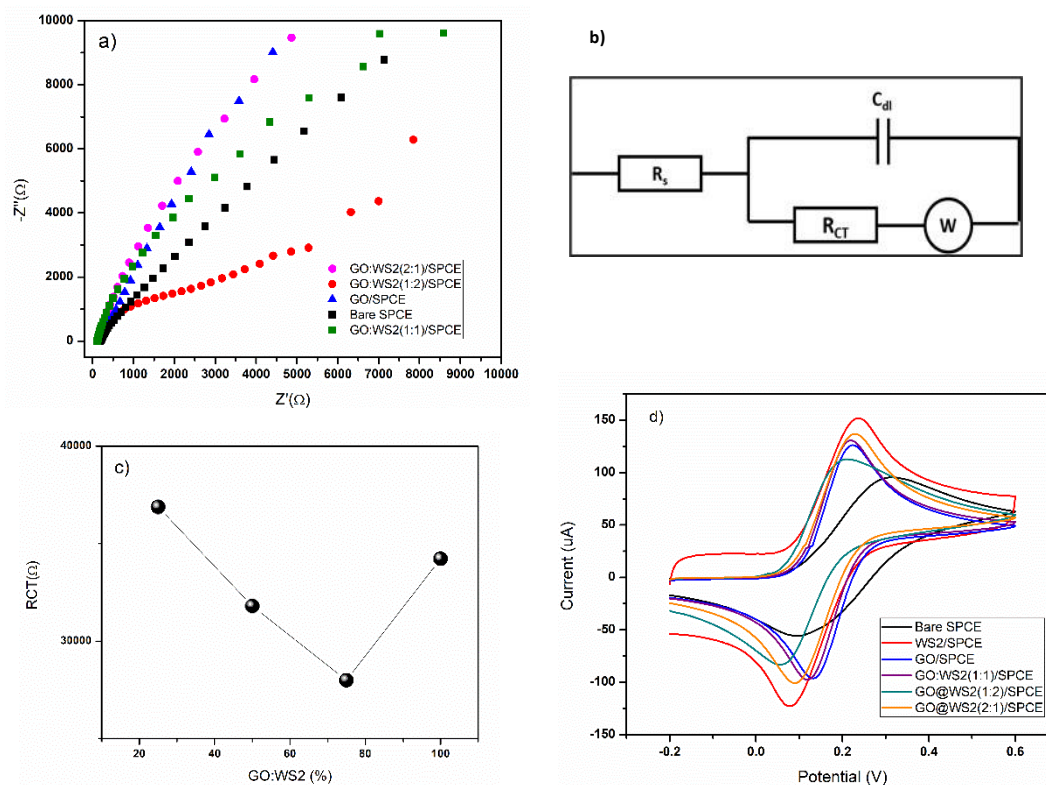 a)
10000
8000
6000
4000
2000
0
-Z''(Ω)
GO:WS2(2:1)/SPCE
GO:WS2(1:2)/SPCE
GO/SPCE
Bare SPCE
GO:WS2(1:1)/SPCE
0 1000 2000 3000 4000 5000 6000 7000 8000 9000 10000
Z'(Ω)
b)
Cdl
Rs
RCT
W
c)
40000
30000
RCT(Ω)
20 40 60 80 100
GO:WS2 (%)
d)
150
100
50
0
-50
-100
-150
Current (uA)
Bare SPCE
WS2/SPCE
GO/SPCE
GO:WS2(1:1)/SPCE
GO@WS2(1:2)/SPCE
GO@WS2(2:1)/SPCE
-0.2 0.0 0.2 0.4 0.6
Potential (V)